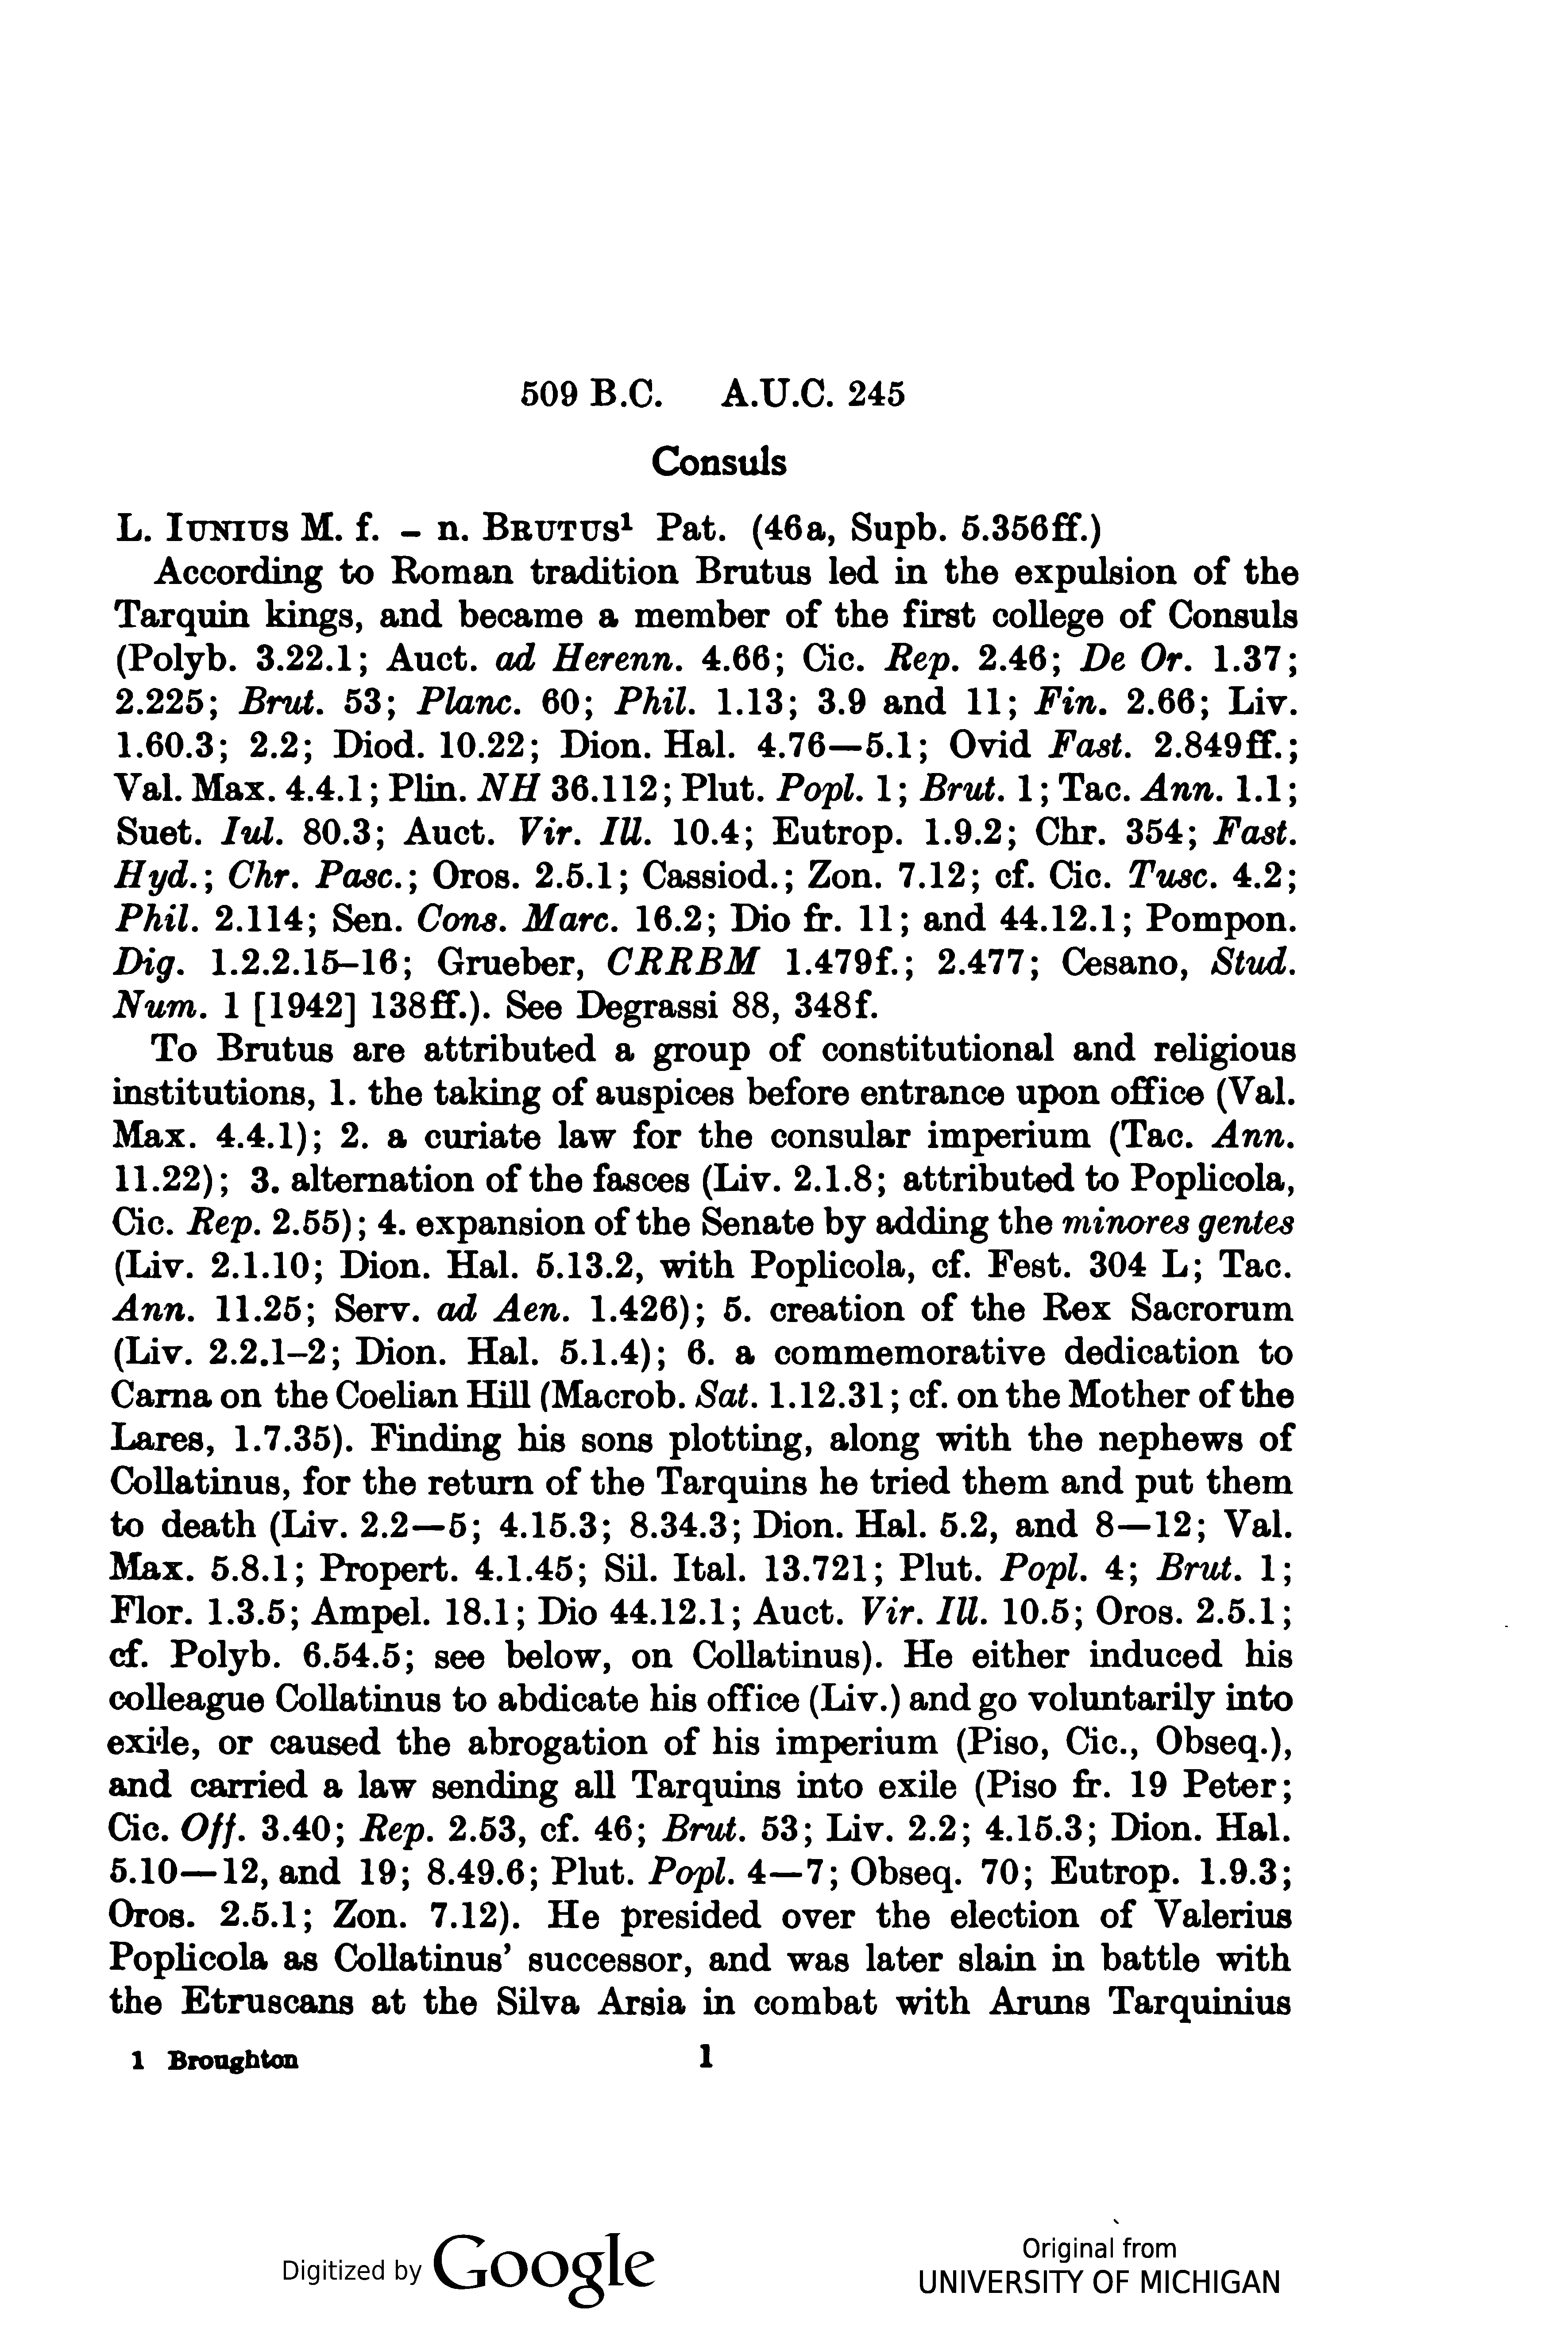 509 B.C. A.U.C. 245
Consuls
L. IUNIUS M. f. – n. BRUTUS¹ Pat. (46a, Supb. 5.356ff.)
According to Roman tradition Brutus led in the expulsion of the
Tarquin kings, and became a member of the first college of Consuls
(Polyb. 3.22.1; Auct. ad Herenn. 4.66; Cic. Rep. 2.46; De Or. 1.37;
2.225; Brut. 53; Planc. 60; Phil. 1.13; 3.9 and 11; Fin. 2.66; Liv.
1.60.3; 2.2; Diod. 10.22; Dion. Hal. 4.76—5.1; Ovid Fast. 2.849ff.;
Val. Max. 4.4.1; Plin. NH 36.112; Plut. Popl. 1; Brut. 1; Tac. Ann. 1.1;
Suet. Iul. 80.3; Auct. Vir. Ill. 10.4; Eutrop. 1.9.2; Chr. 354; Fast.
Hyd.; Chr. Pasc.; Oros. 2.5.1; Cassiod.; Zon. 7.12; cf. Cic. Tusc. 4.2;
Phil. 2.114; Sen. Cons. Marc. 16.2; Dio fr. 11; and 44.12.1; Pompon.
Dig. 1.2.2.15–16; Grueber, CRRBM 1.479f.; 2.477; Cesano, Stud.
Num. 1 [1942] 138ff.). See Degrassi 88, 348f.
To Brutus are attributed a group of constitutional and religious
institutions, 1. the taking of auspices before entrance upon office (Val.
Max. 4.4.1); 2. a curiate law for the consular imperium (Tac. Ann.
11.22); 3. alternation of the fasces (Liv. 2.1.8; attributed to Poplicola,
Cic. Rep. 2.55); 4. expansion of the Senate by adding the minores gentes
(Liv. 2.1.10; Dion. Hal. 5.13.2, with Poplicola, cf. Fest. 304 L; Tac.
Ann. 11.25; Serv. ad Aen. 1.426); 5. creation of the Rex Sacrorum
(Liv. 2.2.1–2; Dion. Hal. 5.1.4); 6. a commemorative dedication to
Carna on the Coelian Hill (Macrob. Sat. 1.12.31; cf. on the Mother of the
Lares, 1.7.35). Finding his sons plotting, along with the nephews of
Collatinus, for the return of the Tarquins he tried them and put them
to death (Liv. 2.2—5; 4.15.3; 8.34.3; Dion. Hal. 5.2, and 8—12; Val.
Max. 5.8.1; Propert. 4.1.45; Sil. Ital. 13.721; Plut. Popl. 4; Brut. 1;
Flor. 1.3.5; Ampel. 18.1; Dio 44.12.1; Auct. Vir. Ill. 10.5; Oros. 2.5.1;
cf. Polyb. 6.54.5; see below, on Collatinus). He either induced his
colleague Collatinus to abdicate his office (Liv.) and go voluntarily into
exile, or caused the abrogation of his imperium (Piso, Cic., Obseq.),
and carried a law sending all Tarquins into exile (Piso fr. 19 Peter;
Cic. Off. 3.40; Rep. 2.53, cf. 46; Brut. 53; Liv. 2.2; 4.15.3; Dion. Hal.
5.10—12, and 19; 8.49.6; Plut. Popl. 4—7; Obseq. 70; Eutrop. 1.9.3;
Oros. 2.5.1; Zon. 7.12). He presided over the election of Valerius
Poplicola as Collatinus' successor, and was later slain in battle with
the Etruscans at the Silva Arsia in combat with Aruns Tarquinius
1 Broughton 1
Digitized by Google
Original from
UNIVERSITY OF MICHIGAN